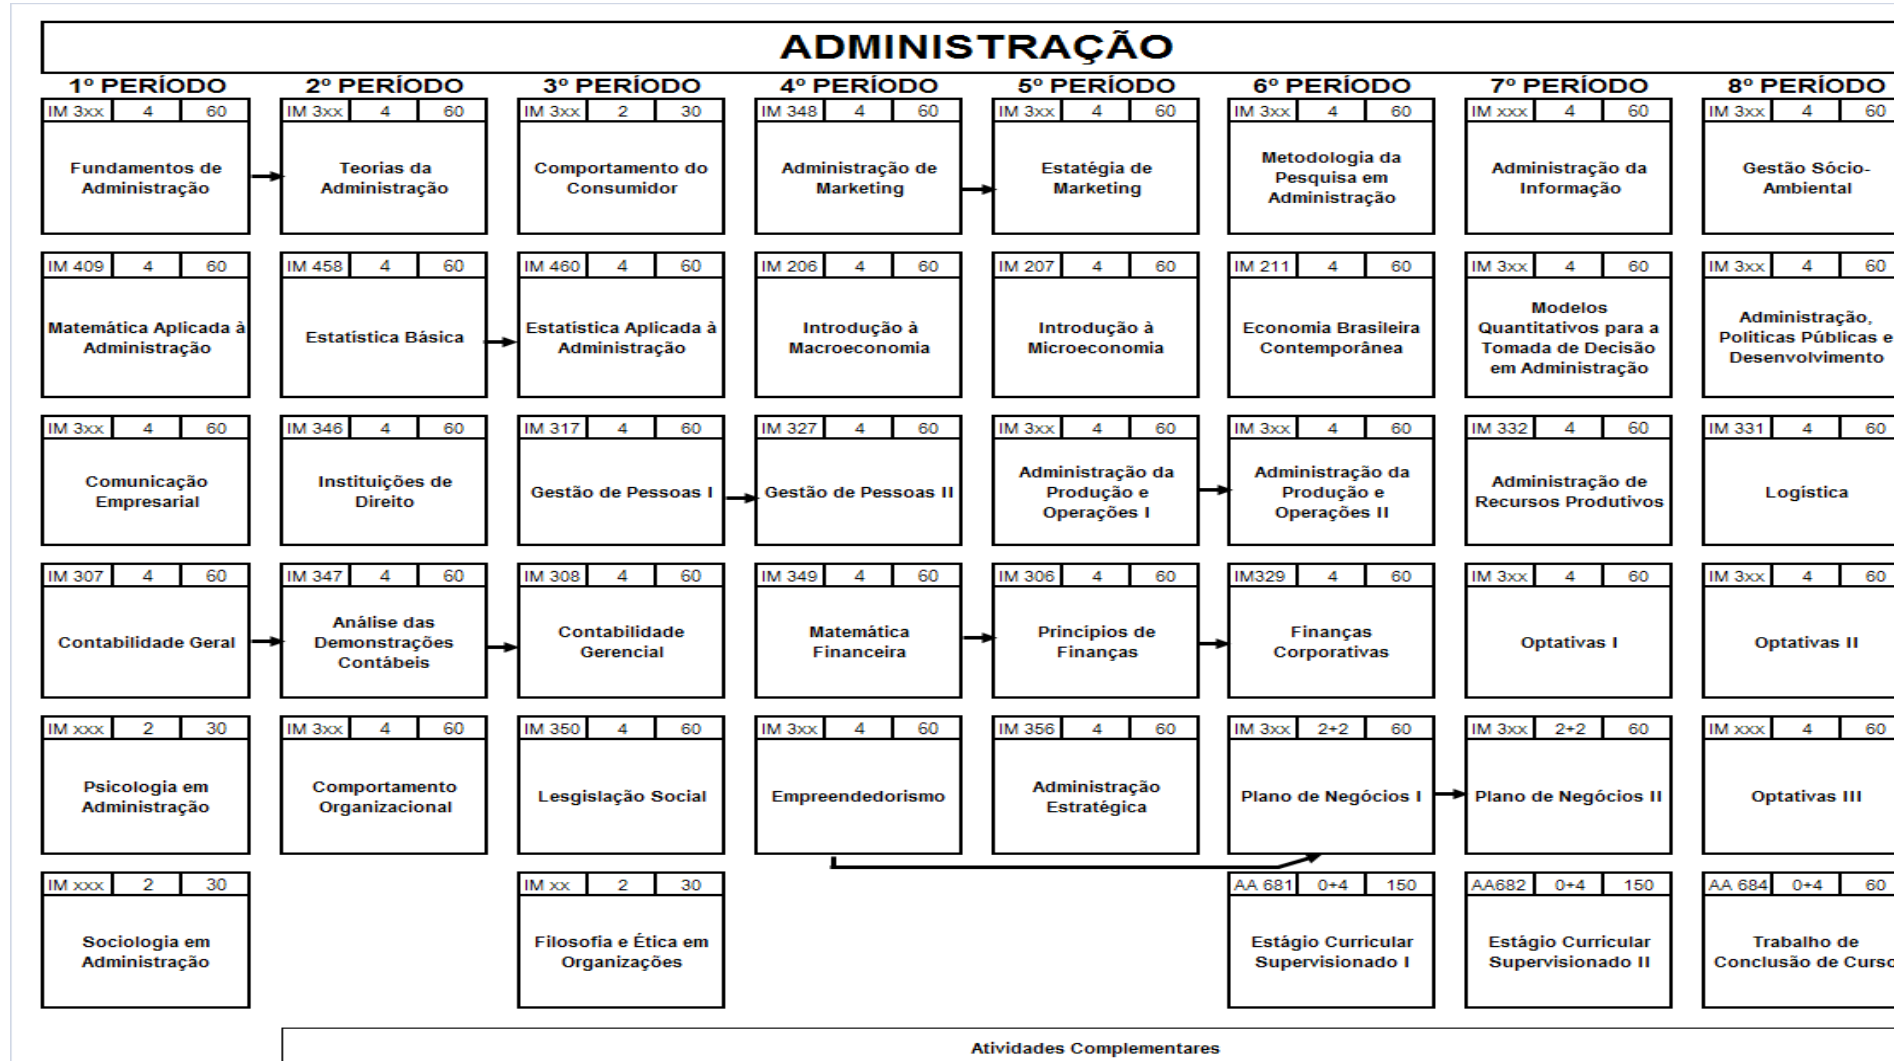 ADMINISTRAÇÃO
1º PERÍODO 2º PERÍODO 3º PERÍODO 4º PERÍODO 5º PERÍODO 6º PERÍODO 7º PERÍODO 8º PERÍODO
IM 3xx 4 60 IM 3xx 4 60 IM 3xx 2 30 IM 348 4 60 IM 3xx 4 60 IM 3xx 4 60 IM xxx 4 60 IM 3xx 4 60
Fundamentos de
Administração
Teorias da
Administração
Comportamento do
Consumidor
Administração de
Marketing
Estatégia de
Marketing
Metodologia da
Pesquisa em
Administração
Administração da
Informação
Gestão Sócio-
Ambiental
IM 409 4 60 IM 458 4 60 IM 460 4 60 IM 206 4 60 IM 207 4 60 IM 211 4 60 IM 3xx 4 60 IM 3xx 4 60
Matemática Aplicada à
Administração
Estatística Básica
Estatística Aplicada à
Administração
Introdução à
Macroeconomia
Introdução à
Microeconomia
Economia Brasileira
Contemporânea
Modelos
Quantitativos para a
Tomada de Decisão
em Administração
Administração,
Políticas Públicas e
Desenvolvimento
IM 3xx 4 60 IM 346 4 60 IM 317 4 60 IM 327 4 60 IM 3xx 4 60 IM 3xx 4 60 IM 332 4 60 IM 331 4 60
Comunicação
Empresarial
Instituições de
Direito
Gestão de Pessoas I
Gestão de Pessoas II
Administração da
Produção e
Operações I
Administração da
Produção e
Operações II
Administração de
Recursos Produtivos
Logística
IM 307 4 60 IM 347 4 60 IM 308 4 60 IM 349 4 60 IM 306 4 60 IM329 4 60 IM 3xx 4 60 IM 3xx 4 60
Contabilidade Geral
Análise das
Demonstrações
Contábeis
Contabilidade
Gerencial
Matemática
Financeira
Princípios de
Finanças
Finanças
Corporativas
Optativas I
Optativas II
IM xxx 2 30 IM 3xx 4 60 IM 350 4 60 IM 3xx 4 60 IM 356 4 60 IM 3xx 2+2 60 IM 3xx 2+2 60 IM xxx 4 60
Psicologia em
Administração
Comportamento
Organizacional
Lesgislação Social
Empreendedorismo
Administração
Estratégica
Plano de Negócios I
Plano de Negócios II
Optativas III
IM xxx 2 30 IM xx 2 30 AA 681 0+4 150 AA682 0+4 150 AA 684 0+4 60
Sociologia em
Administração
Filosofia e Ética em
Organizações
Estágio Curricular
Supervisionado I
Estágio Curricular
Supervisionado II
Trabalho de
Conclusão de Curso
Atividades Complementares